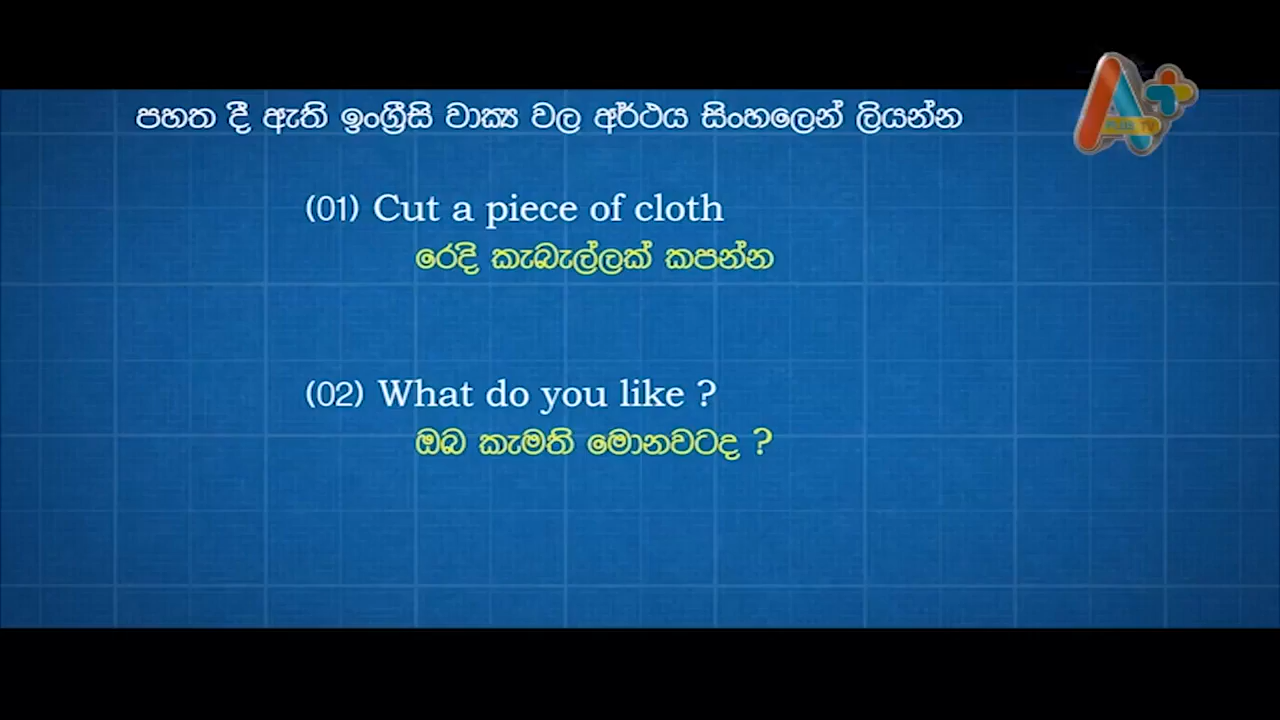 පහත දී ඇති ඉංග්‍රීසි වාක්‍ය වල අර්ථය සිංහලෙන් ලියන්න
(01) Cut a piece of cloth
රෙදි කැබැල්ලක් කපන්න
(02) What do you like ?
ඔබ කැමති මොනවටද ?